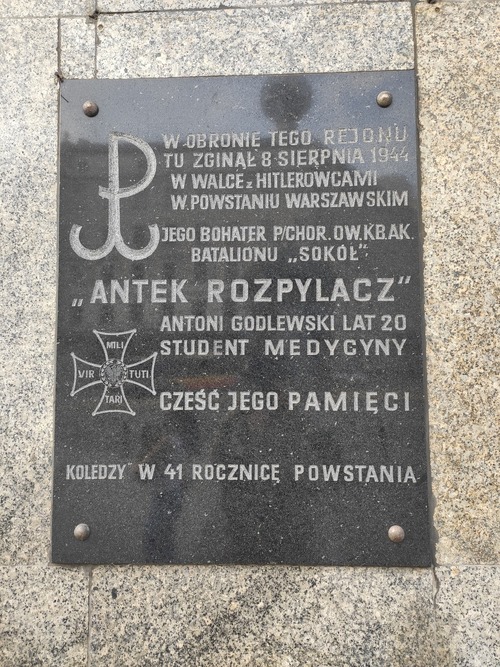 W OBRONIE TEGO REJONU
TU ZGINĄŁ 8 SIERPNIA 1944
W WALCE z HITLEROWCAMI
W.POWSTANIU WARSZAWSKIM
JEGO BOHATER P/CHOR. OW.KB.AK.
BATALIONU „SOKÓŁ”
„ANTEK ROZPYLACZ”
ANTONI GODLEWSKI LAT 20
STUDENT MEDYCYNY
MILI
VIR TUTI
TARI
CZEŚĆ JEGO PAMIĘCI
KOLEDZY W 41 ROCZNICĘ POWSTANIA